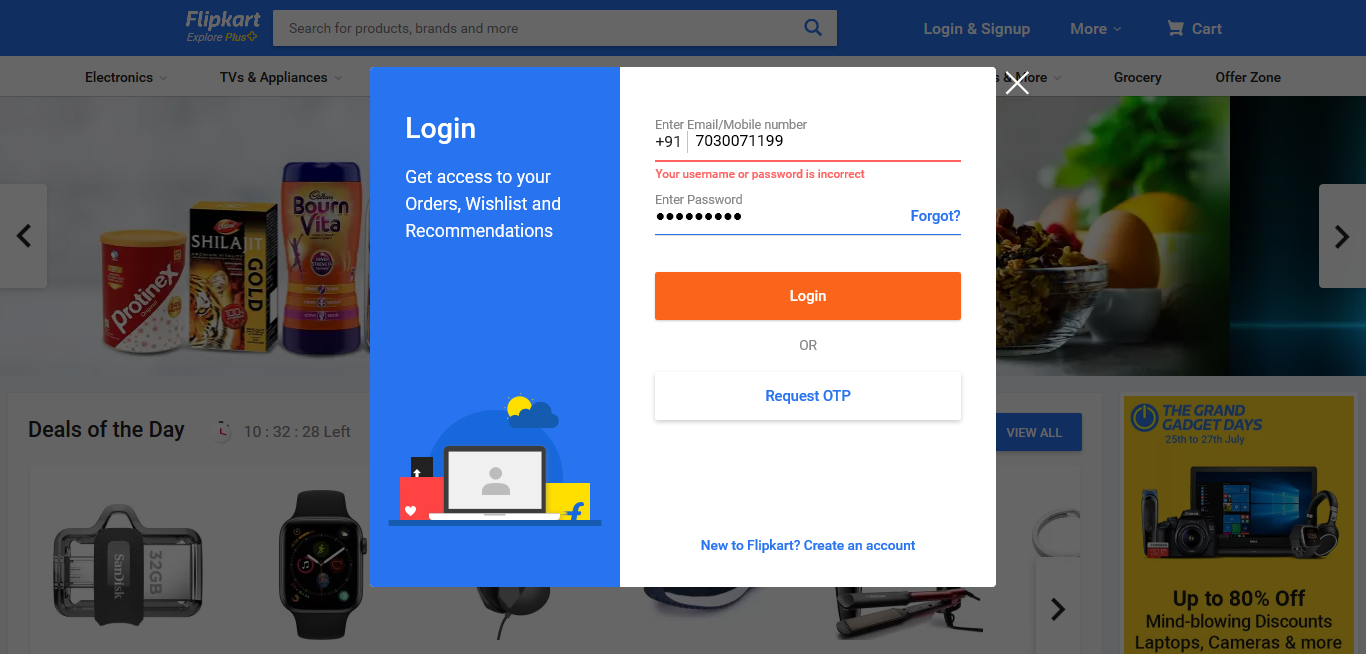 Flipkart
Explore Plus
Search for products, brands and more
Login & Signup
More
Cart
Electronics
TVs & Appliances
& More
Grocery
Offer Zone
Login
Get access to your
Orders, Wishlist and
Recommendations
Enter Email/Mobile number
+91 7030071199
Your username or password is incorrect
Enter Password
Forgot?
Login
OR
Request OTP
New to Flipkart? Create an account
protinex
Original
SHILAJIT
GOLD
Cadbury
Bourn
Vita
Deals of the Day
10 : 32 : 28 Left
VIEW ALL
SanDisk
32GB
THE GRAND
GADGET DAYS
25th to 27th July
Up to 80% Off
Mind-blowing Discounts
Laptops, Cameras & more